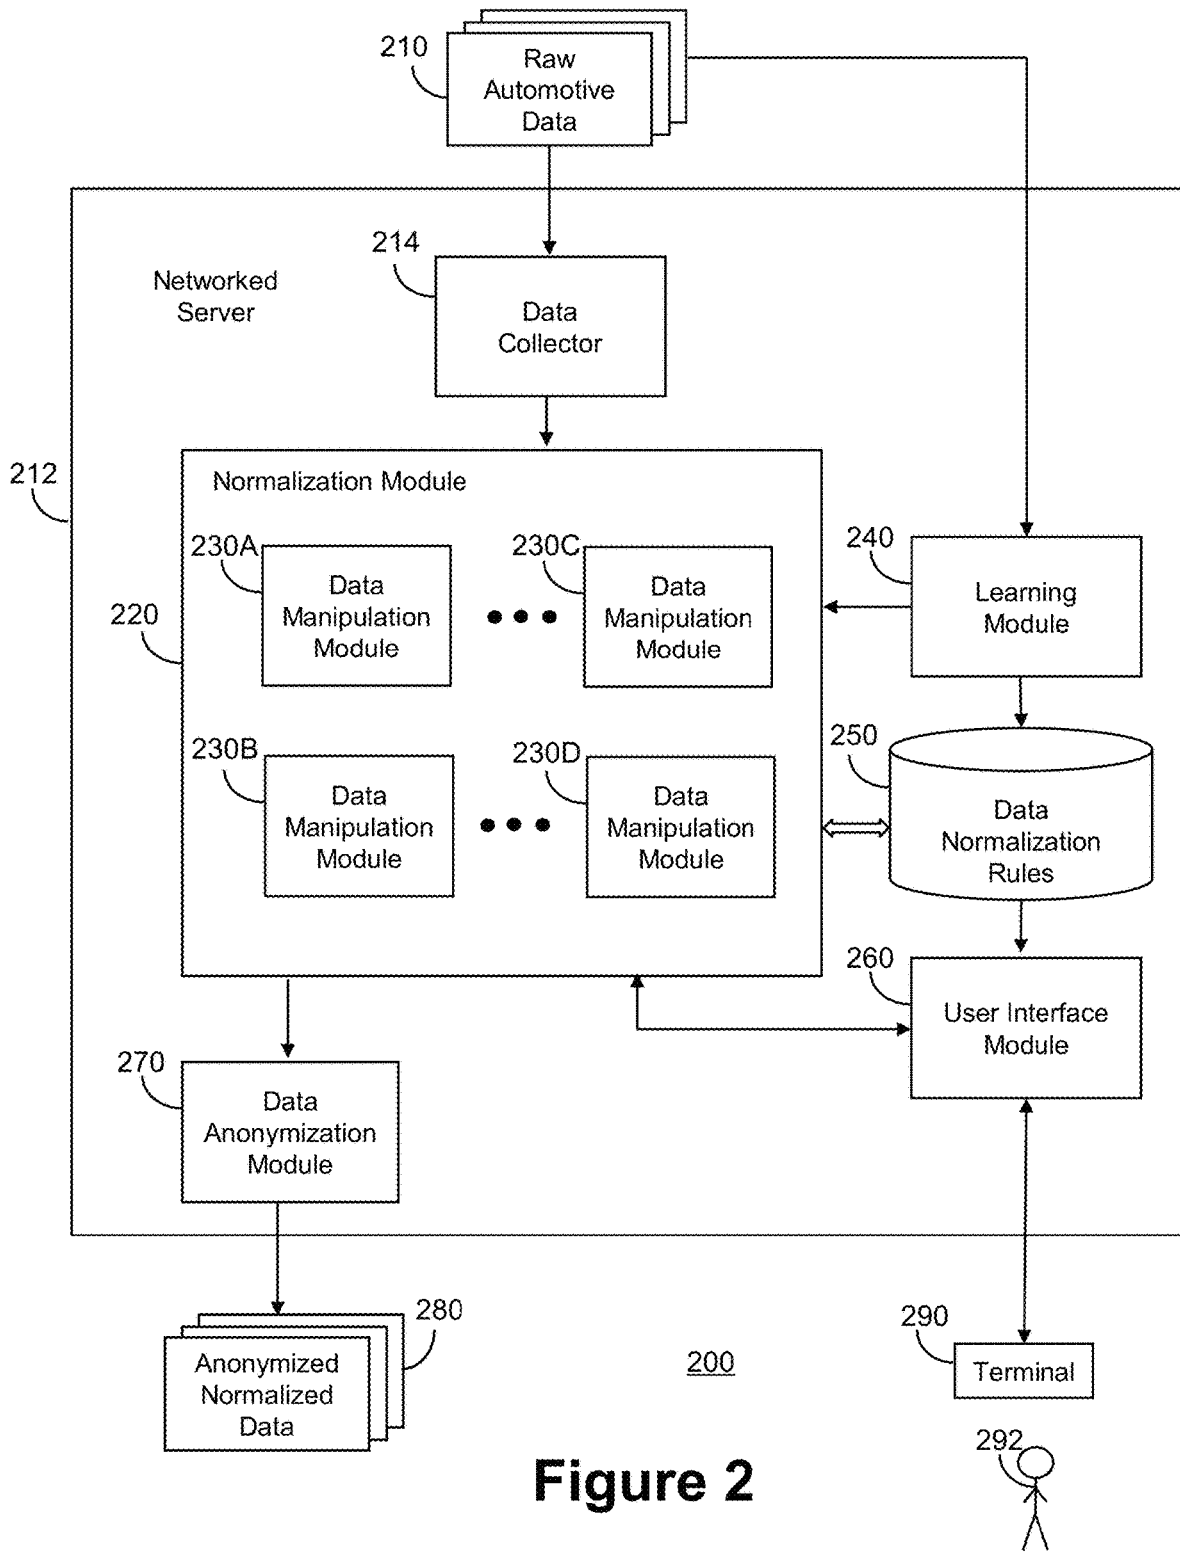 210
Raw
Automotive
Data
214
Networked
Server
Data
Collector
212
Normalization Module
230A
Data
Manipulation
Module
230C
Data
Manipulation
Module
240
Learning
Module
220
230B
Data
Manipulation
Module
230D
Data
Manipulation
Module
250
Data
Normalization
Rules
260
User Interface
Module
270
Data
Anonymization
Module
280
Anonymized
Normalized
Data
200
290
Terminal
292
Figure 2